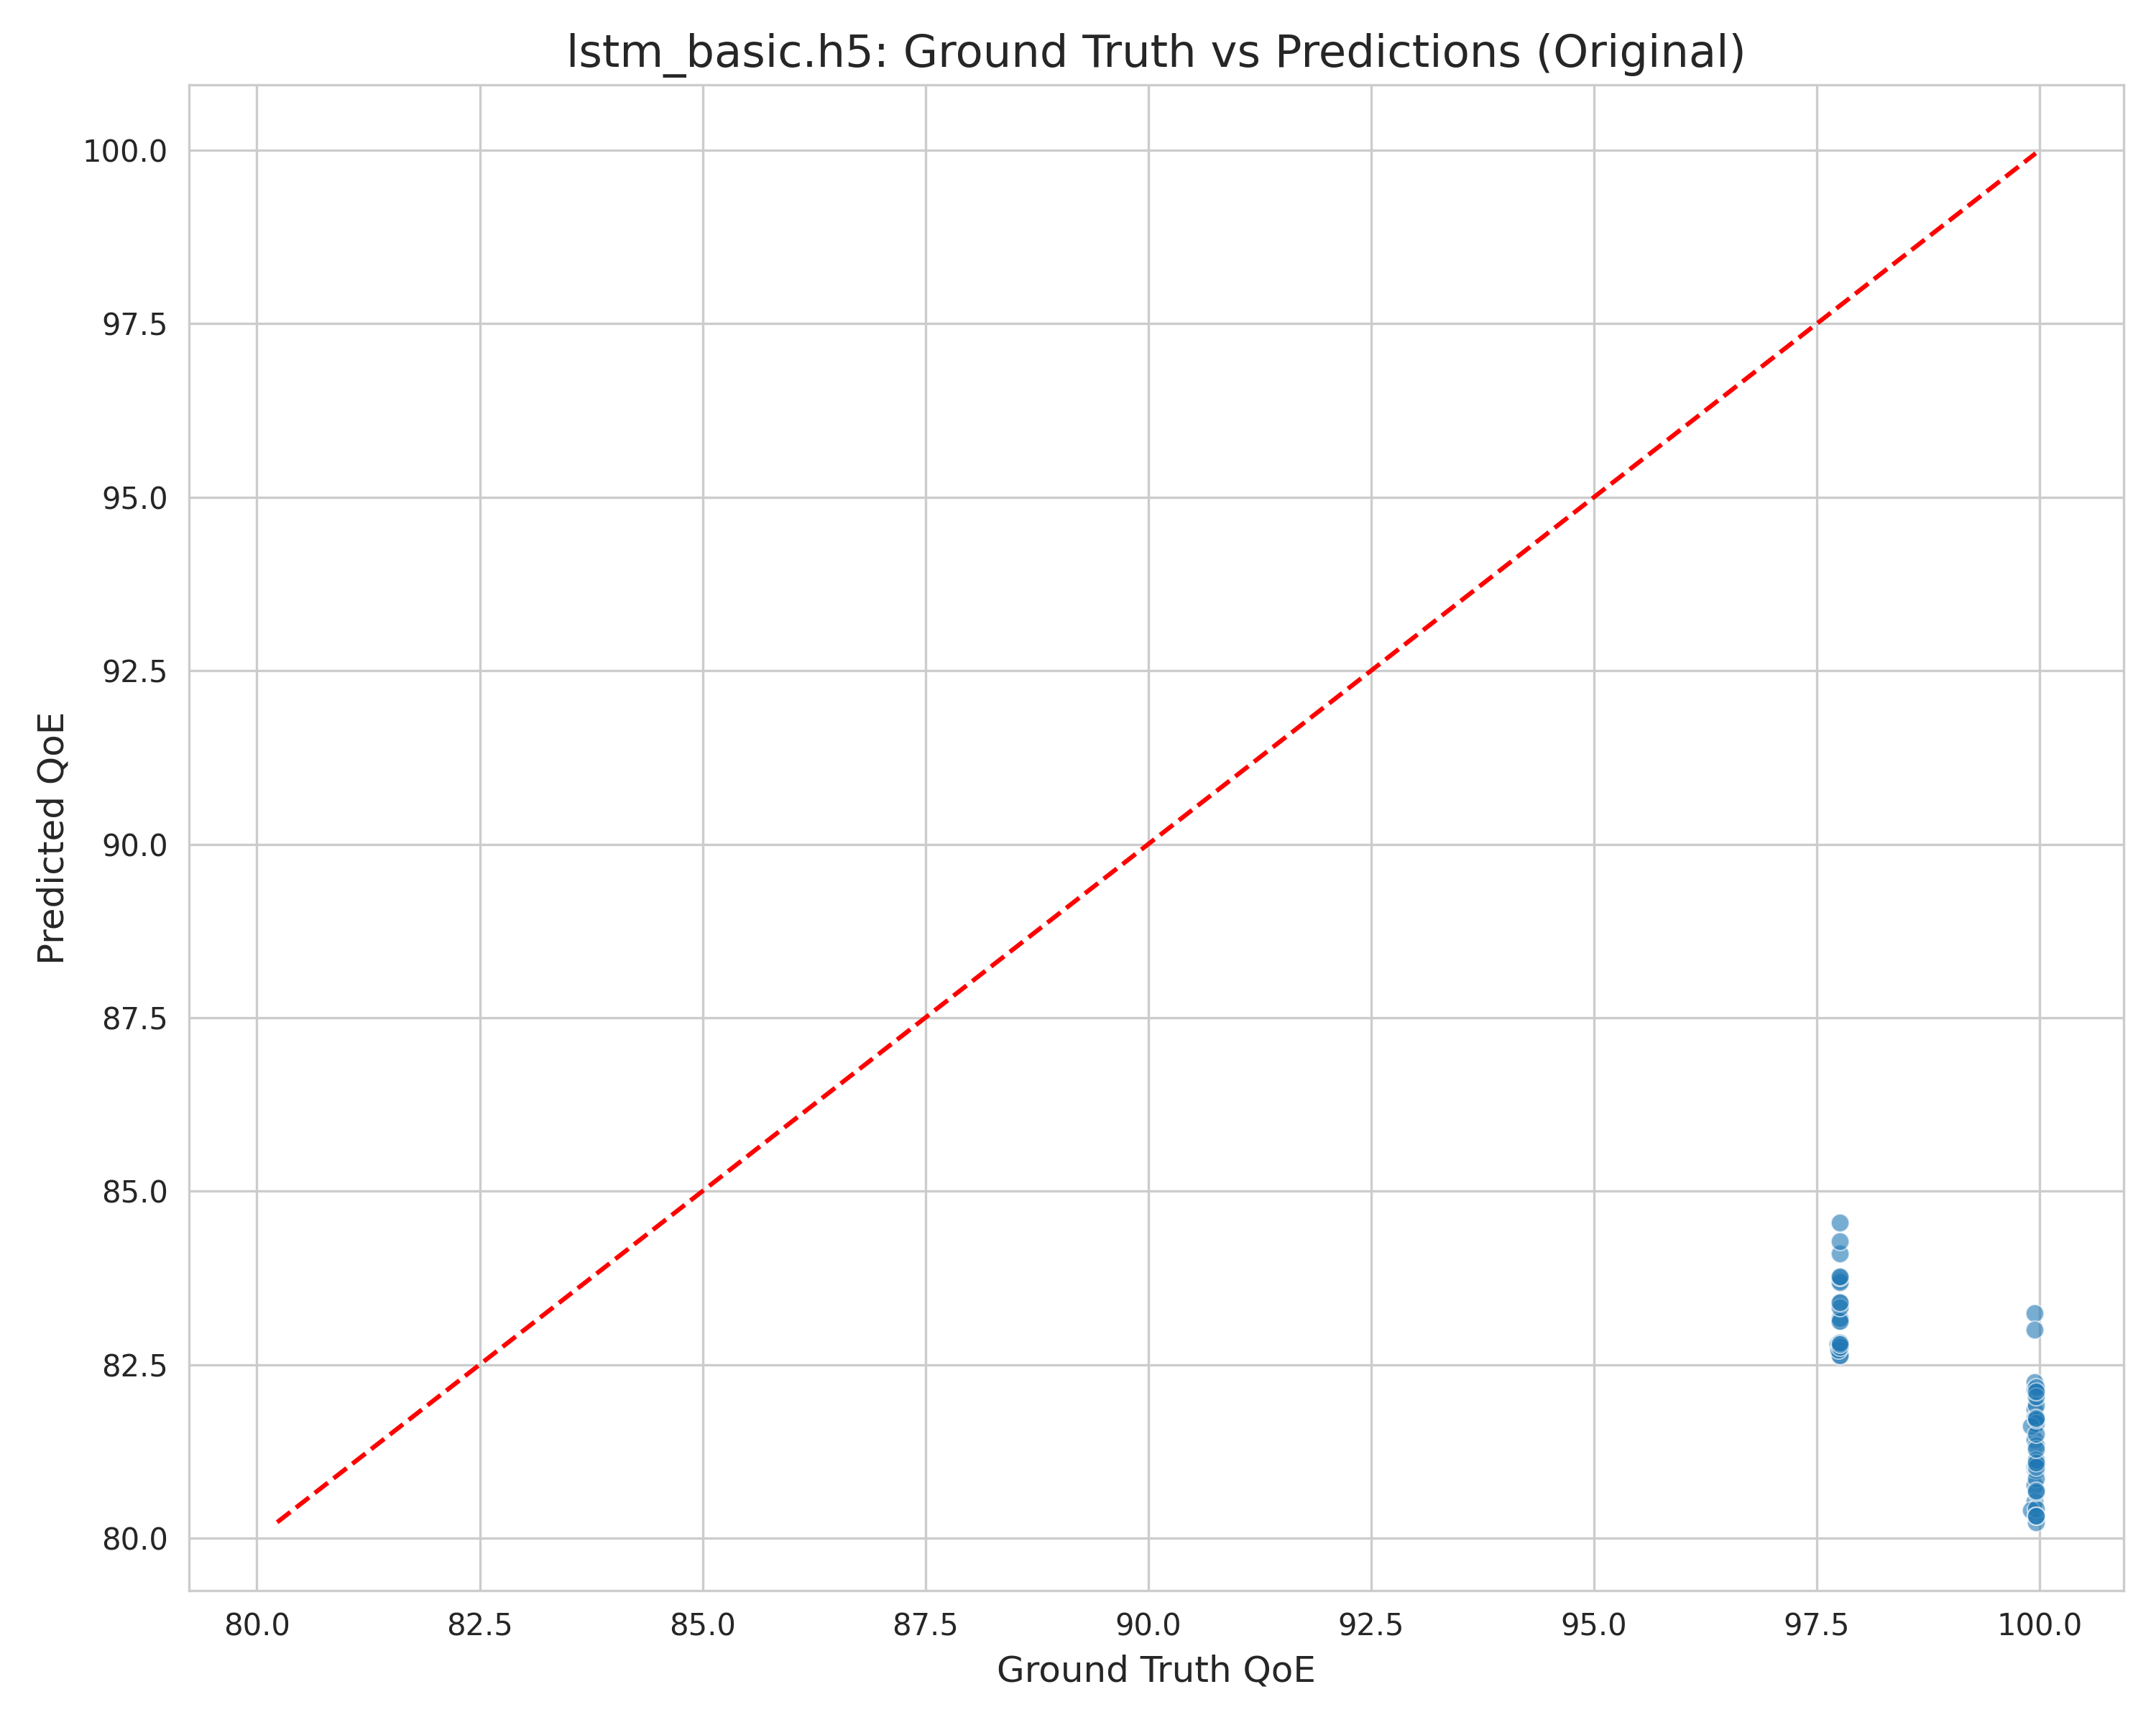 lstm_basic.h5: Ground Truth vs Predictions (Original)
100.0
97.5
95.0
92.5
90.0
87.5
85.0
82.5
80.0
Predicted QoE
80.0 82.5 85.0 87.5 90.0 92.5 95.0 97.5 100.0
Ground Truth QoE